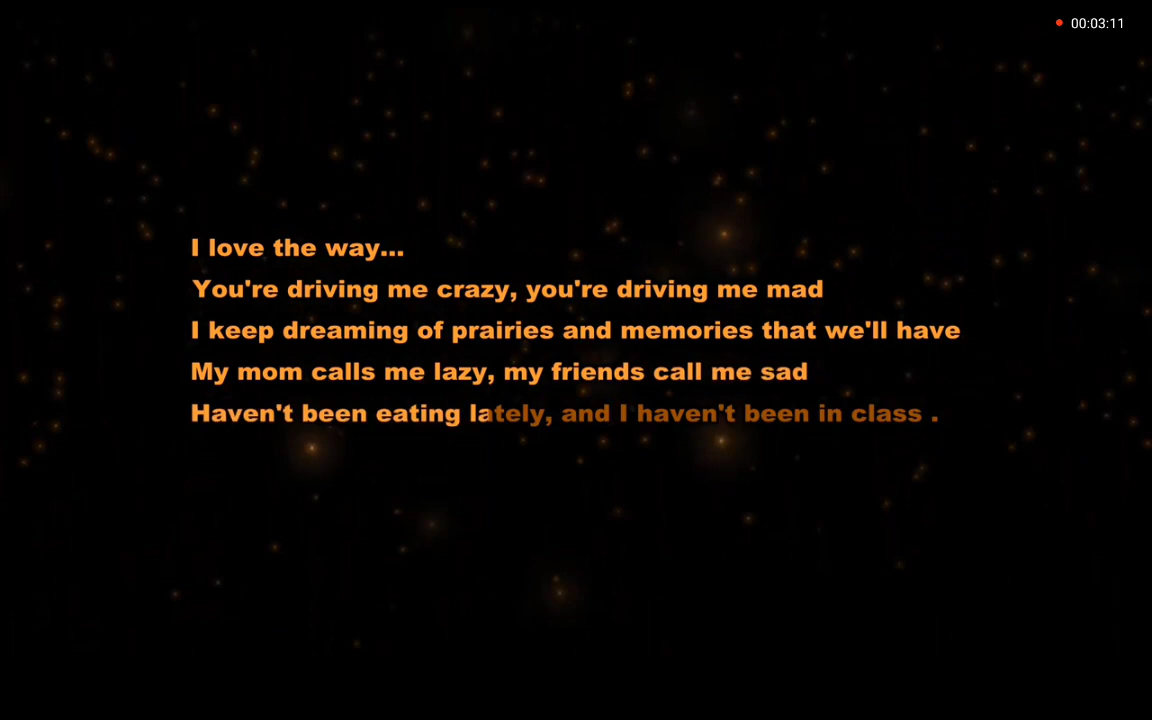 00:03:11
I love the way...
You're driving me crazy, you're driving me mad
I keep dreaming of prairies and memories that we'll have
My mom calls me lazy, my friends call me sad
Haven't been eating lately, and I haven't been in class .